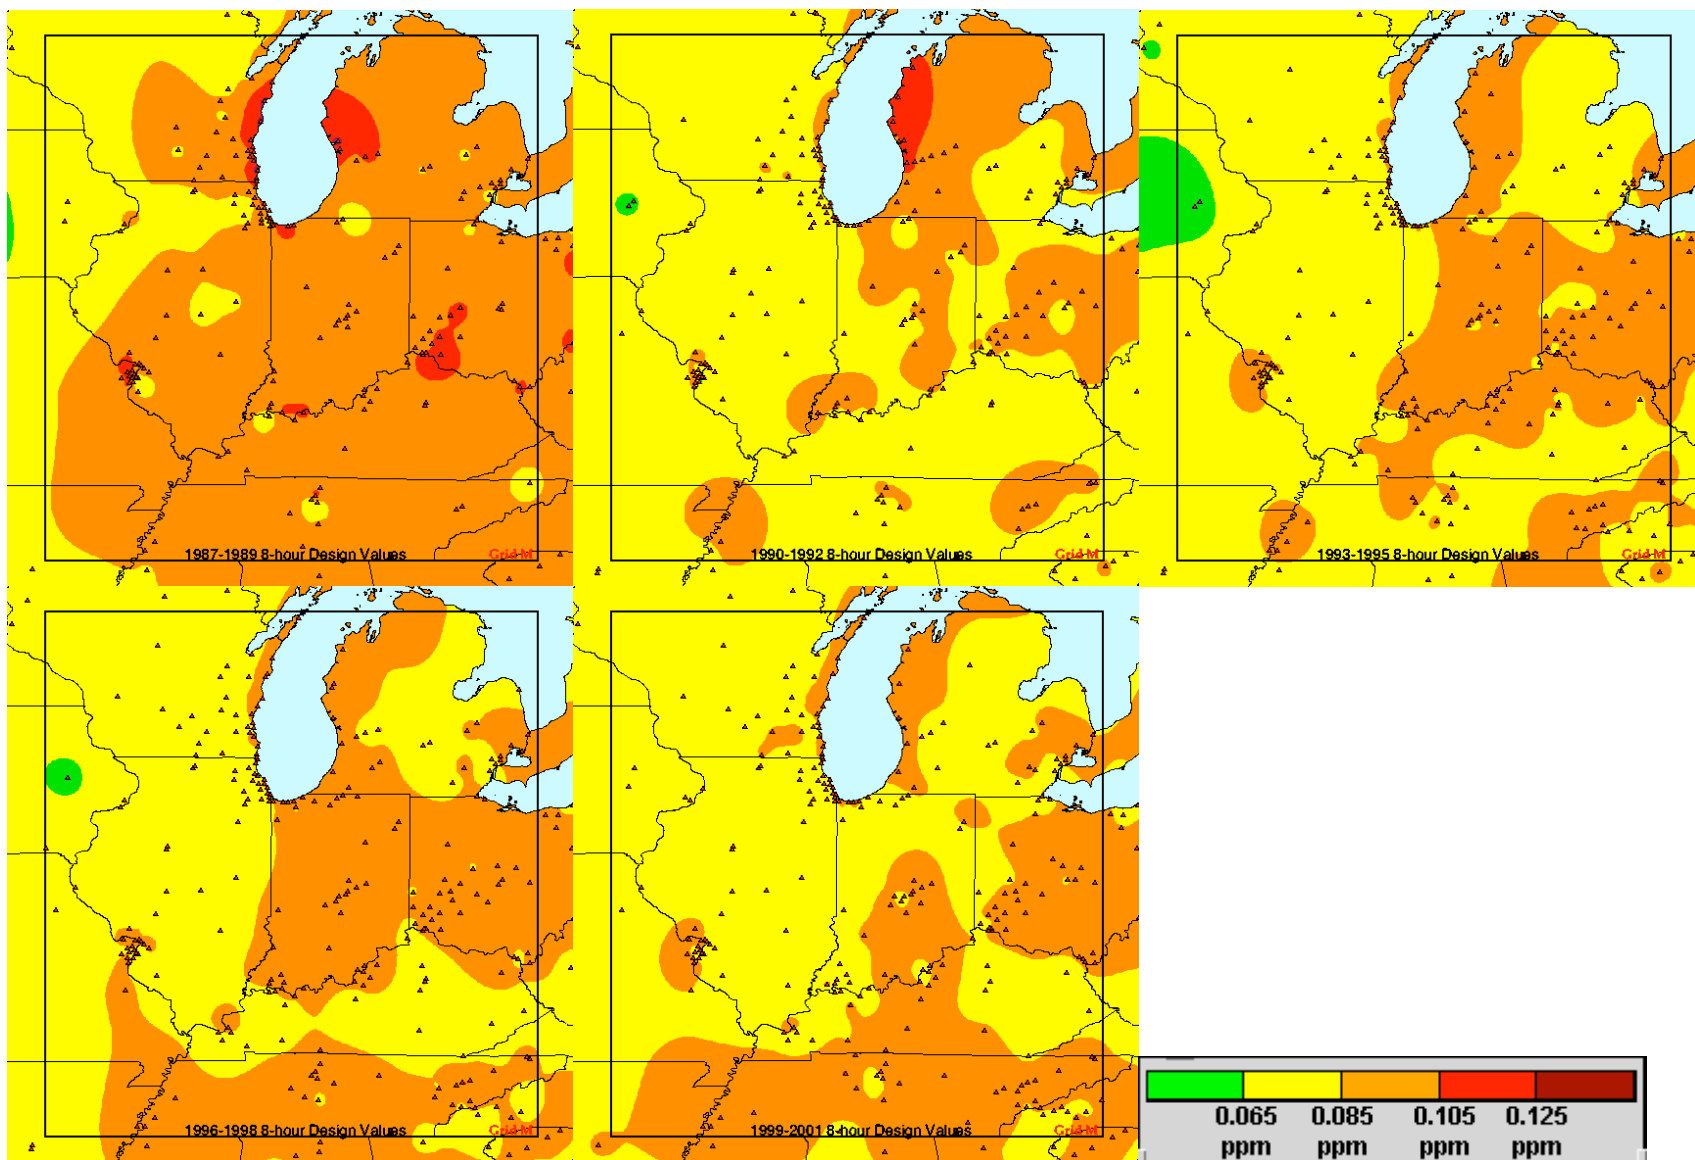 1987-1989 8-hour Design Values
Grid M
1990-1992 8-hour Design Values
Grid M
1993-1995 8-hour Design Values
Grid M
1996-1998 8-hour Design Values
Grid M
1999-2001 8-hour Design Values
Grid M
0.065 0.085 0.105 0.125
ppm ppm ppm ppm